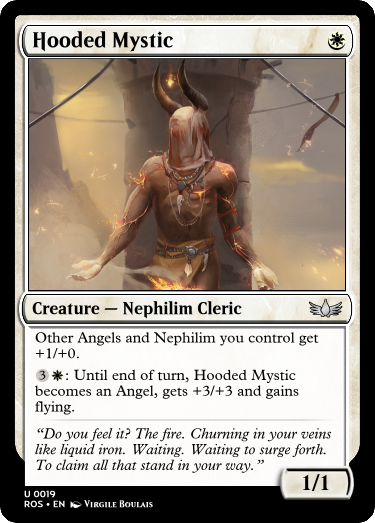 Hooded Mystic
Creature — Nephilim Cleric
Other Angels and Nephilim you control get
+1/+0.
3: Until end of turn, Hooded Mystic
becomes an Angel, gets +3/+3 and gains
flying.
“Do you feel it? The fire. Churning in your veins
like liquid iron. Waiting. Waiting to surge forth.
To claim all that stand in your way.”
1/1
U 0019
ROS • EN Virgile Boulais